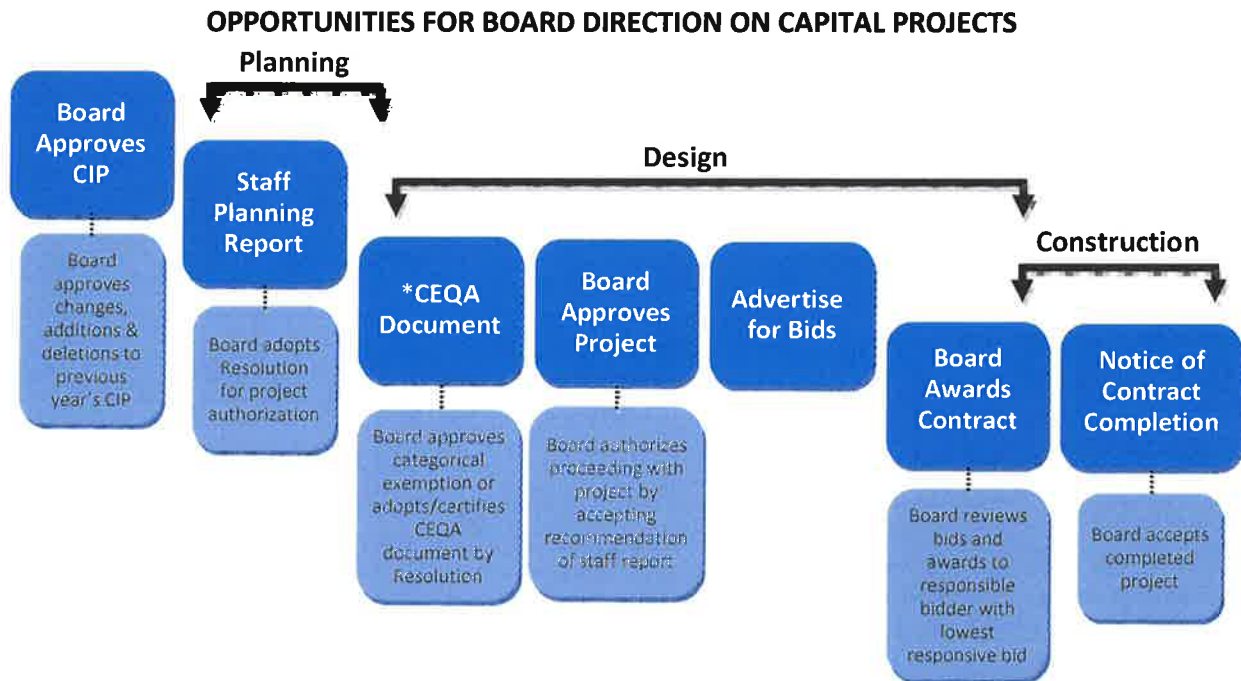 OPPORTUNITIES FOR BOARD DIRECTION ON CAPITAL PROJECTS
Planning
Board
Approves
CIP
Board
approves
changes,
additions &
deletions to
previous
year's CIP
Staff
Planning
Report
Board adopts
Resolution
for project
authorization
Design
*CEQA
Document
Board approves
categorical
exemption or
adopts/certifies
CEQA
document by
Resolution
Board
Approves
Project
Board authorizes
proceeding with
project by
accepting
recommendation
of staff report
Advertise
for Bids
Construction
Board
Awards
Contract
Board reviews
bids and
awards to
responsible
bidder with
lowest
responsive bid
Notice of
Contract
Completion
Board accepts
completed
project